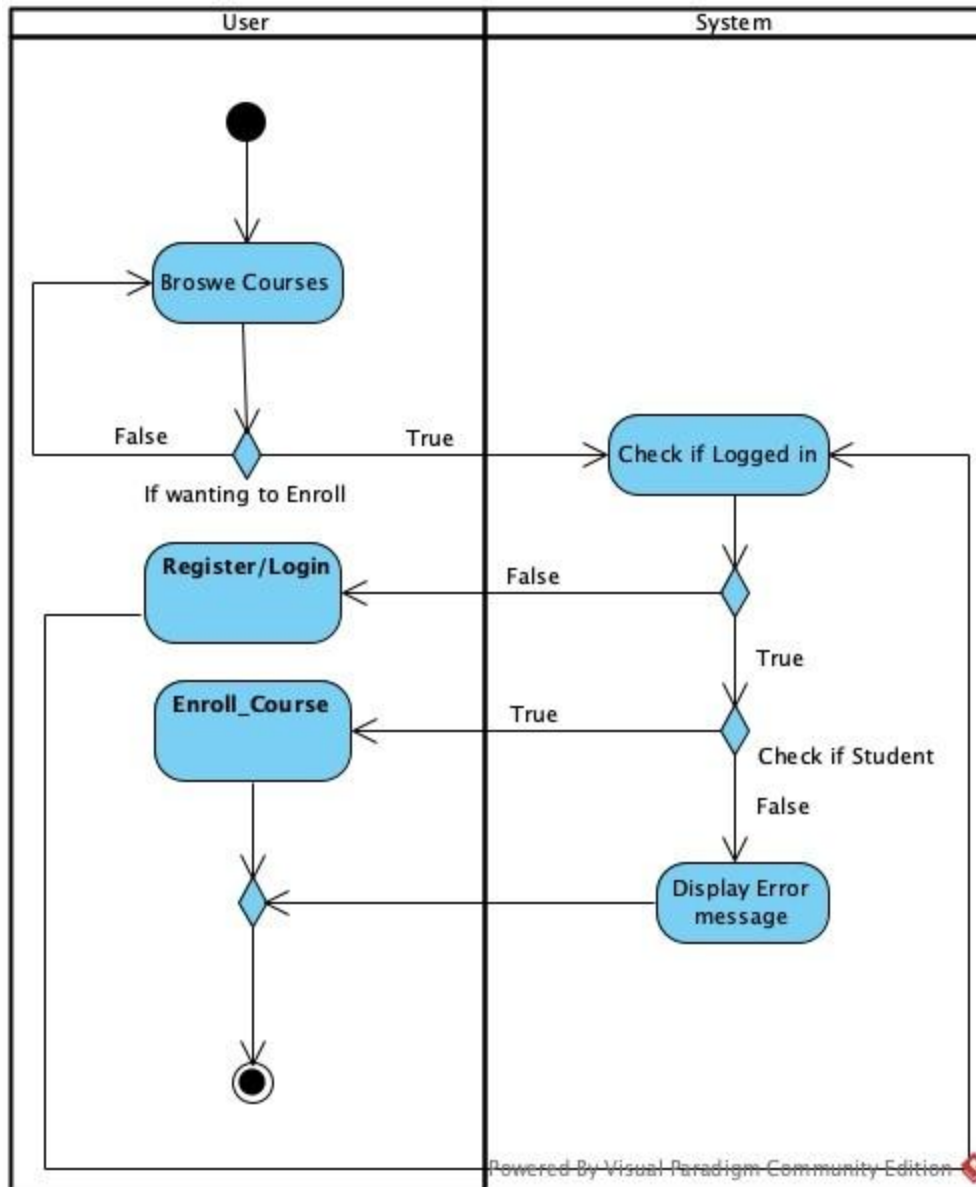 User
System
Broswe Courses
False
True
Check if Logged in
If wanting to Enroll
Register/Login
False
True
Enroll_Course
True
Check if Student
False
Display Error
message
Powered By Visual Paradigm Community Edition